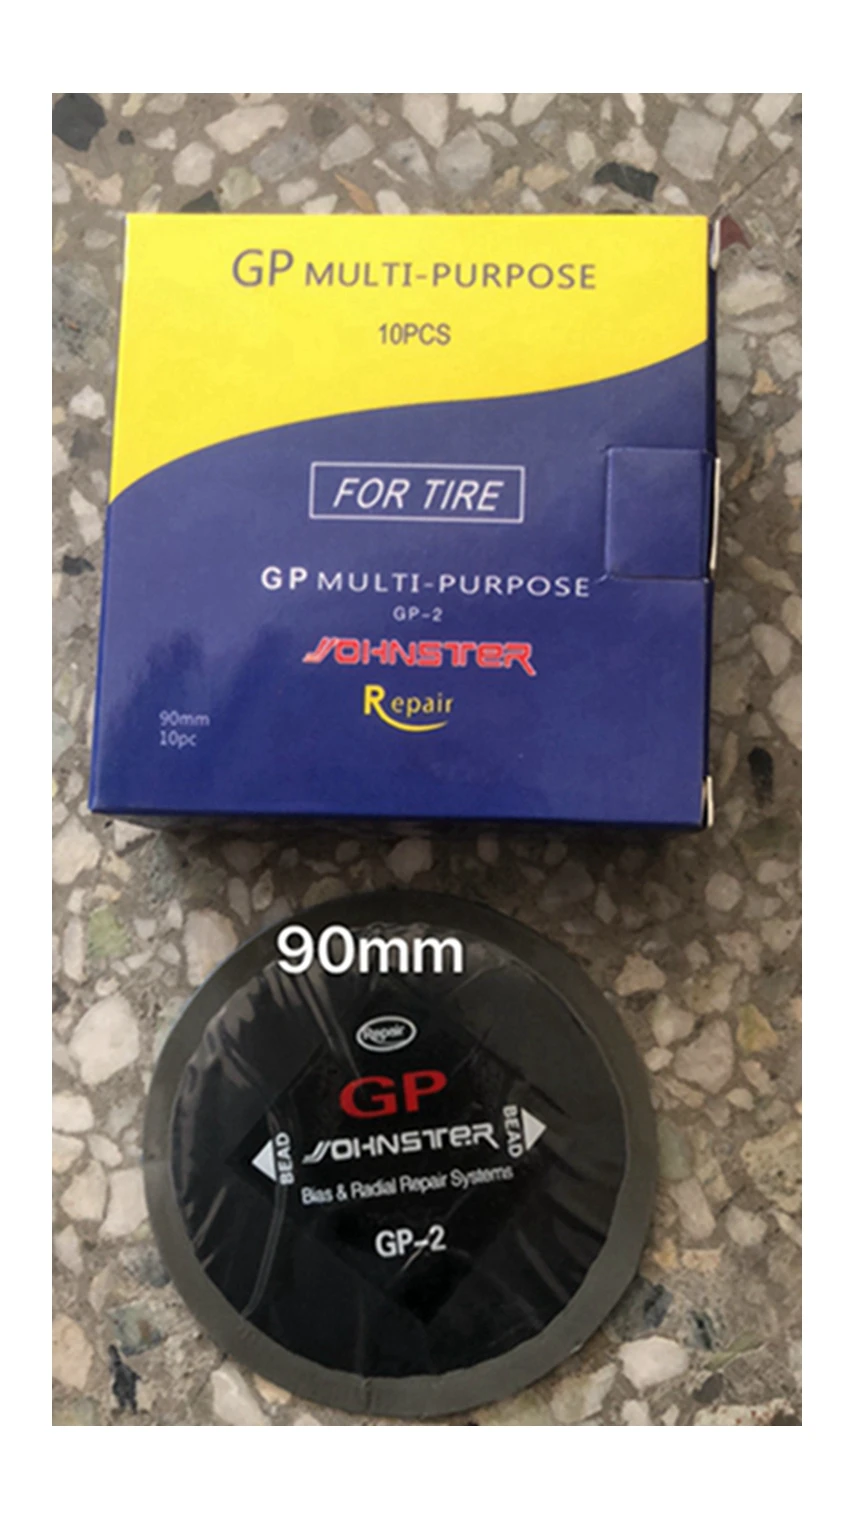 GP MULTI-PURPOSE
10PCS
FOR TIRE
GP MULTI-PURPOSE
GP-2
JOHNSTER
Repair
90mm
10pc
90mm
Repair
GP
BEAD JOHNSTER BEAD
Bias & Radial Repair Systems
GP-2